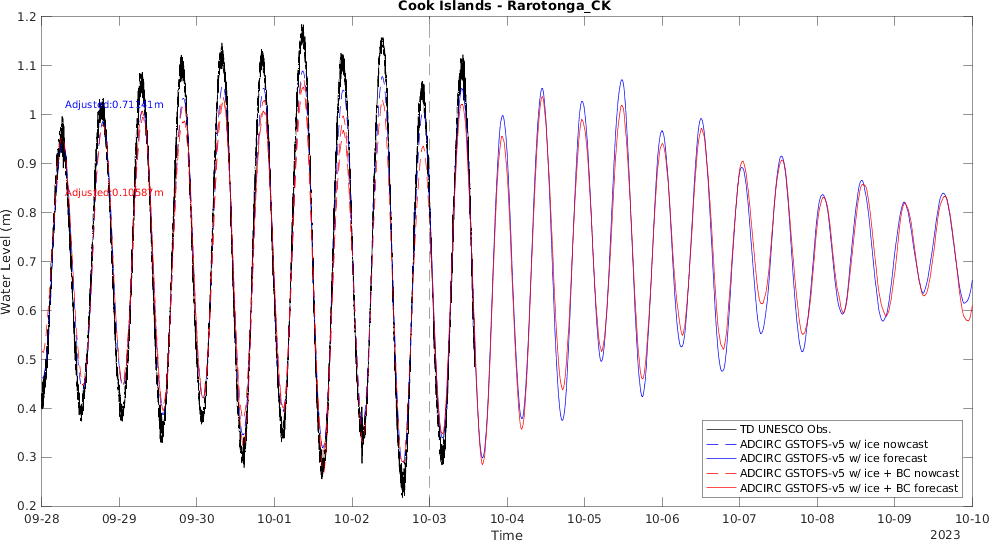 Cook Islands - Rarotonga_CK
1.2
1.1
1
0.9
0.8
0.7
0.6
0.5
0.4
0.3
0.2
Water Level (m)
Adjusted:0.10587m
TD UNESCO Obs.
ADCIRC GSTOFS-v5 w/ ice nowcast
ADCIRC GSTOFS-v5 w/ ice forecast
ADCIRC GSTOFS-v5 w/ ice + BC nowcast
ADCIRC GSTOFS-v5 w/ ice + BC forecast
09-28 09-29 09-30 10-01 10-02 10-03 10-04 10-05 10-06 10-07 10-08 10-09 10-10
Time
2023